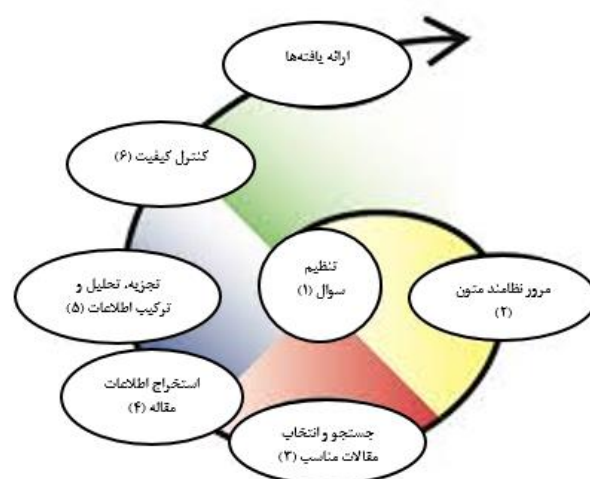 ارائه یافته‌ها
کنترل کیفیت (۶)
تنظیم
سوال (۱)
مرور نظامند متون
(۲)
تجزیه، تحلیل و
ترکیب اطلاعات (۵)
استخراج اطلاعات
مقاله (۴)
جستجو و انتخاب
مقالات مناسب (۳)